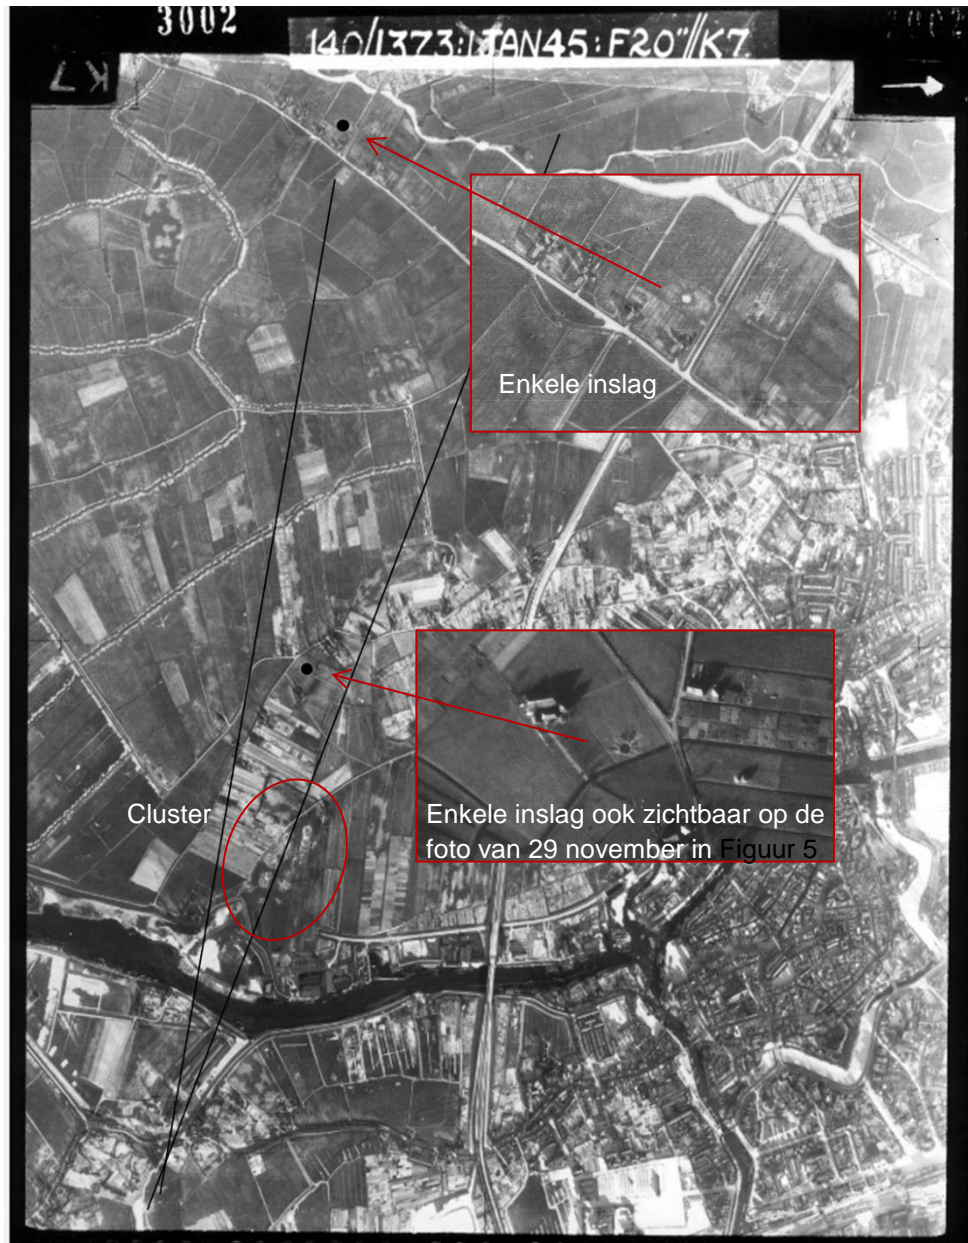 3002
140/1373:1JAN45:F20"//K7
K7
Enkele inslag
Cluster
Enkele inslag ook zichtbaar op de
foto van 29 november in Figuur 5